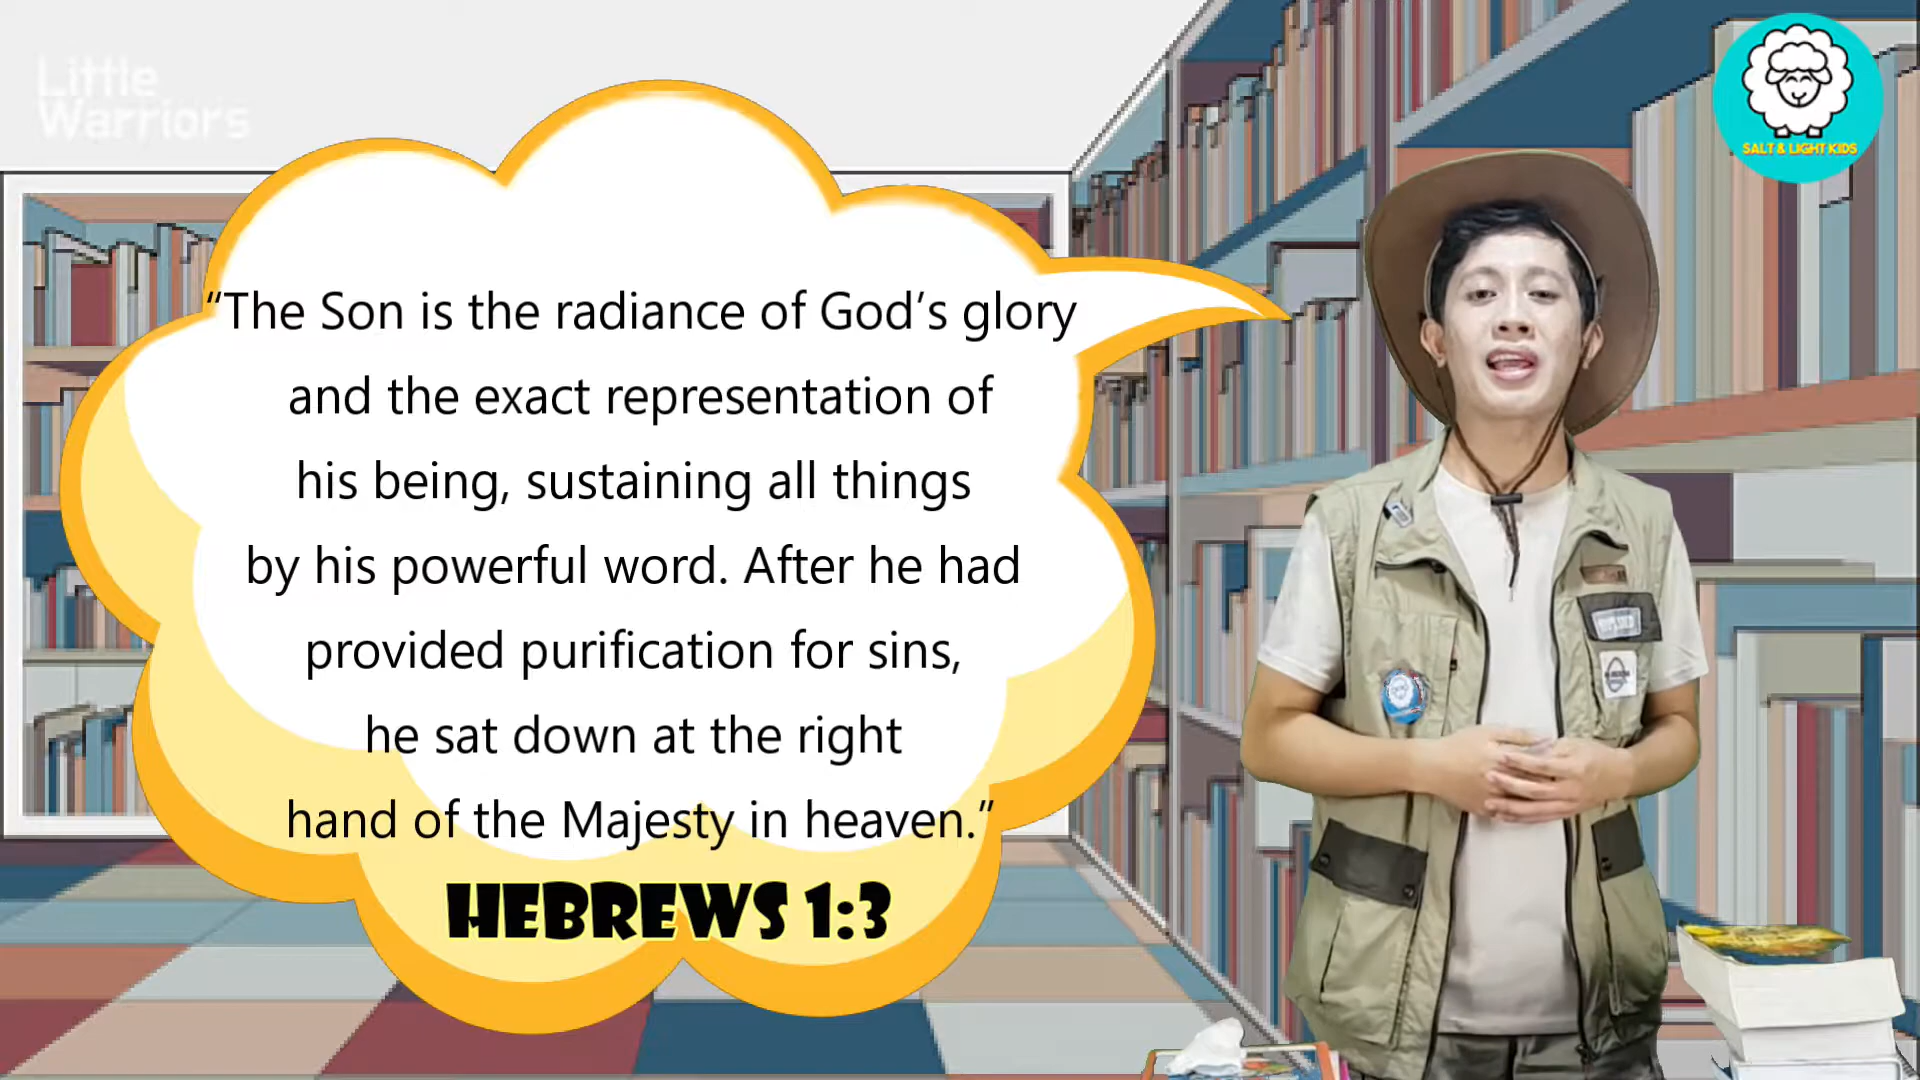 Little
Warriors
SALT & LIGHT KIDS
“The Son is the radiance of God’s glory
and the exact representation of
his being, sustaining all things
by his powerful word. After he had
provided purification for sins,
he sat down at the right
hand of the Majesty in heaven.”
HEBREWS 1:3